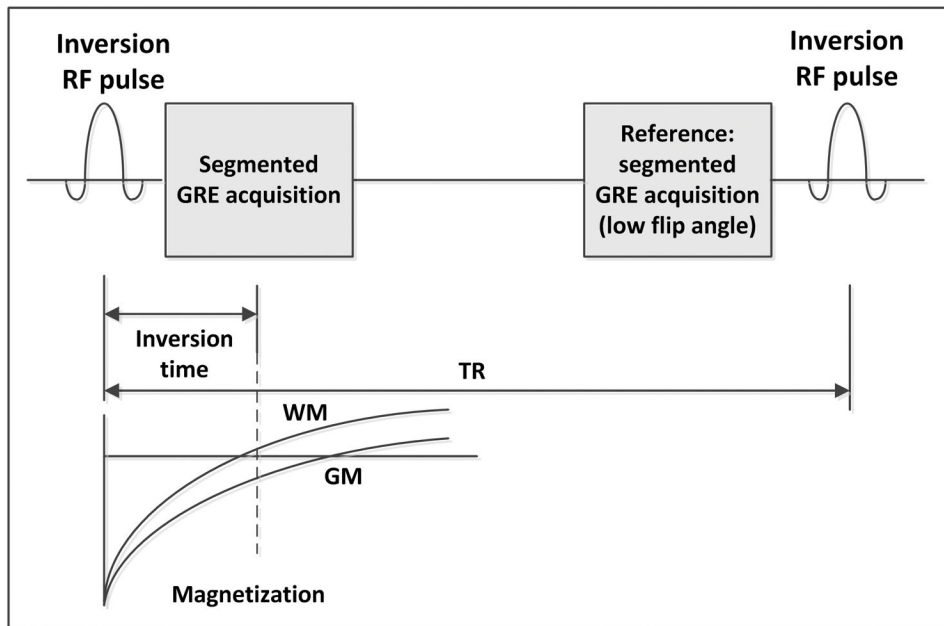 Inversion
RF pulse
Inversion
RF pulse
Segmented
GRE acquisition
Reference:
segmented
GRE acquisition
(low flip angle)
Inversion
time
TR
WM
GM
Magnetization